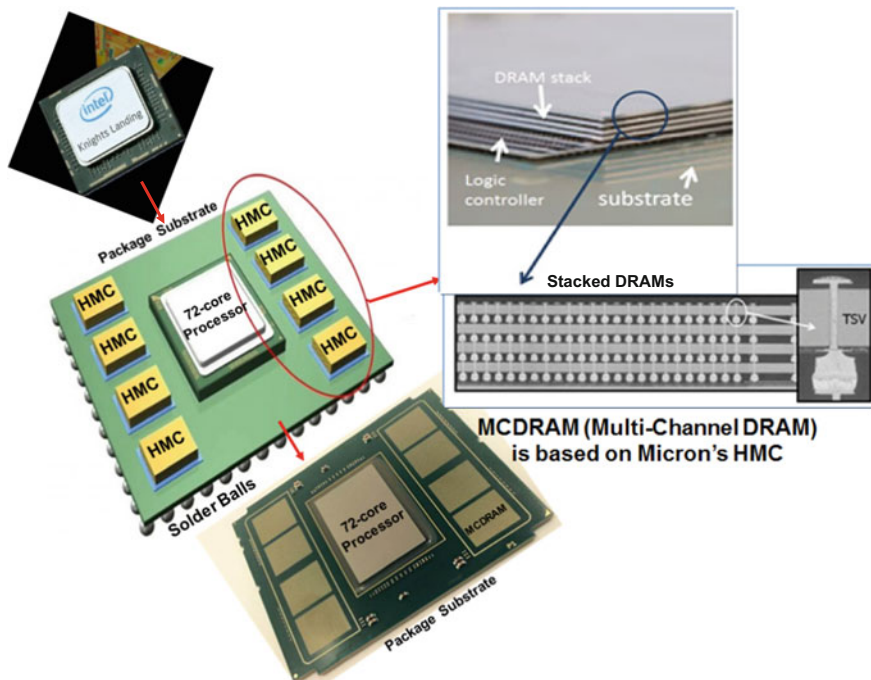 intel
Knights Landing
Package Substrate
HMC
HMC
HMC
HMC
72-core
Processor
HMC
HMC
HMC
HMC
Solder Balls
DRAM stack
Logic
controller
substrate
Stacked DRAMs
TSV
MCDRAM (Multi-Channel DRAM)
is based on Micron's HMC
72-core
Processor
MCDRAM
Package Substrate